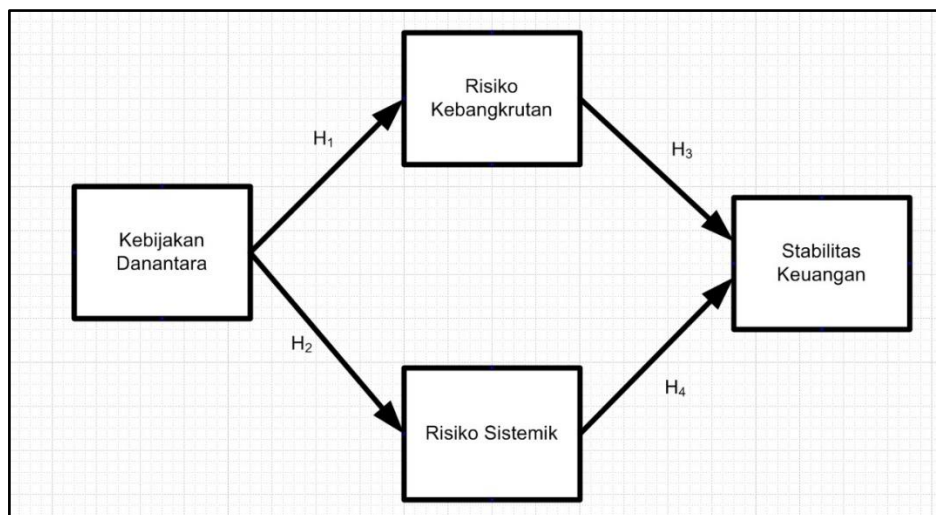 Risiko
Kebangkrutan
H₁
H₃
Kebijakan
Danantara
Stabilitas
Keuangan
H₂
H₄
Risiko Sistemik